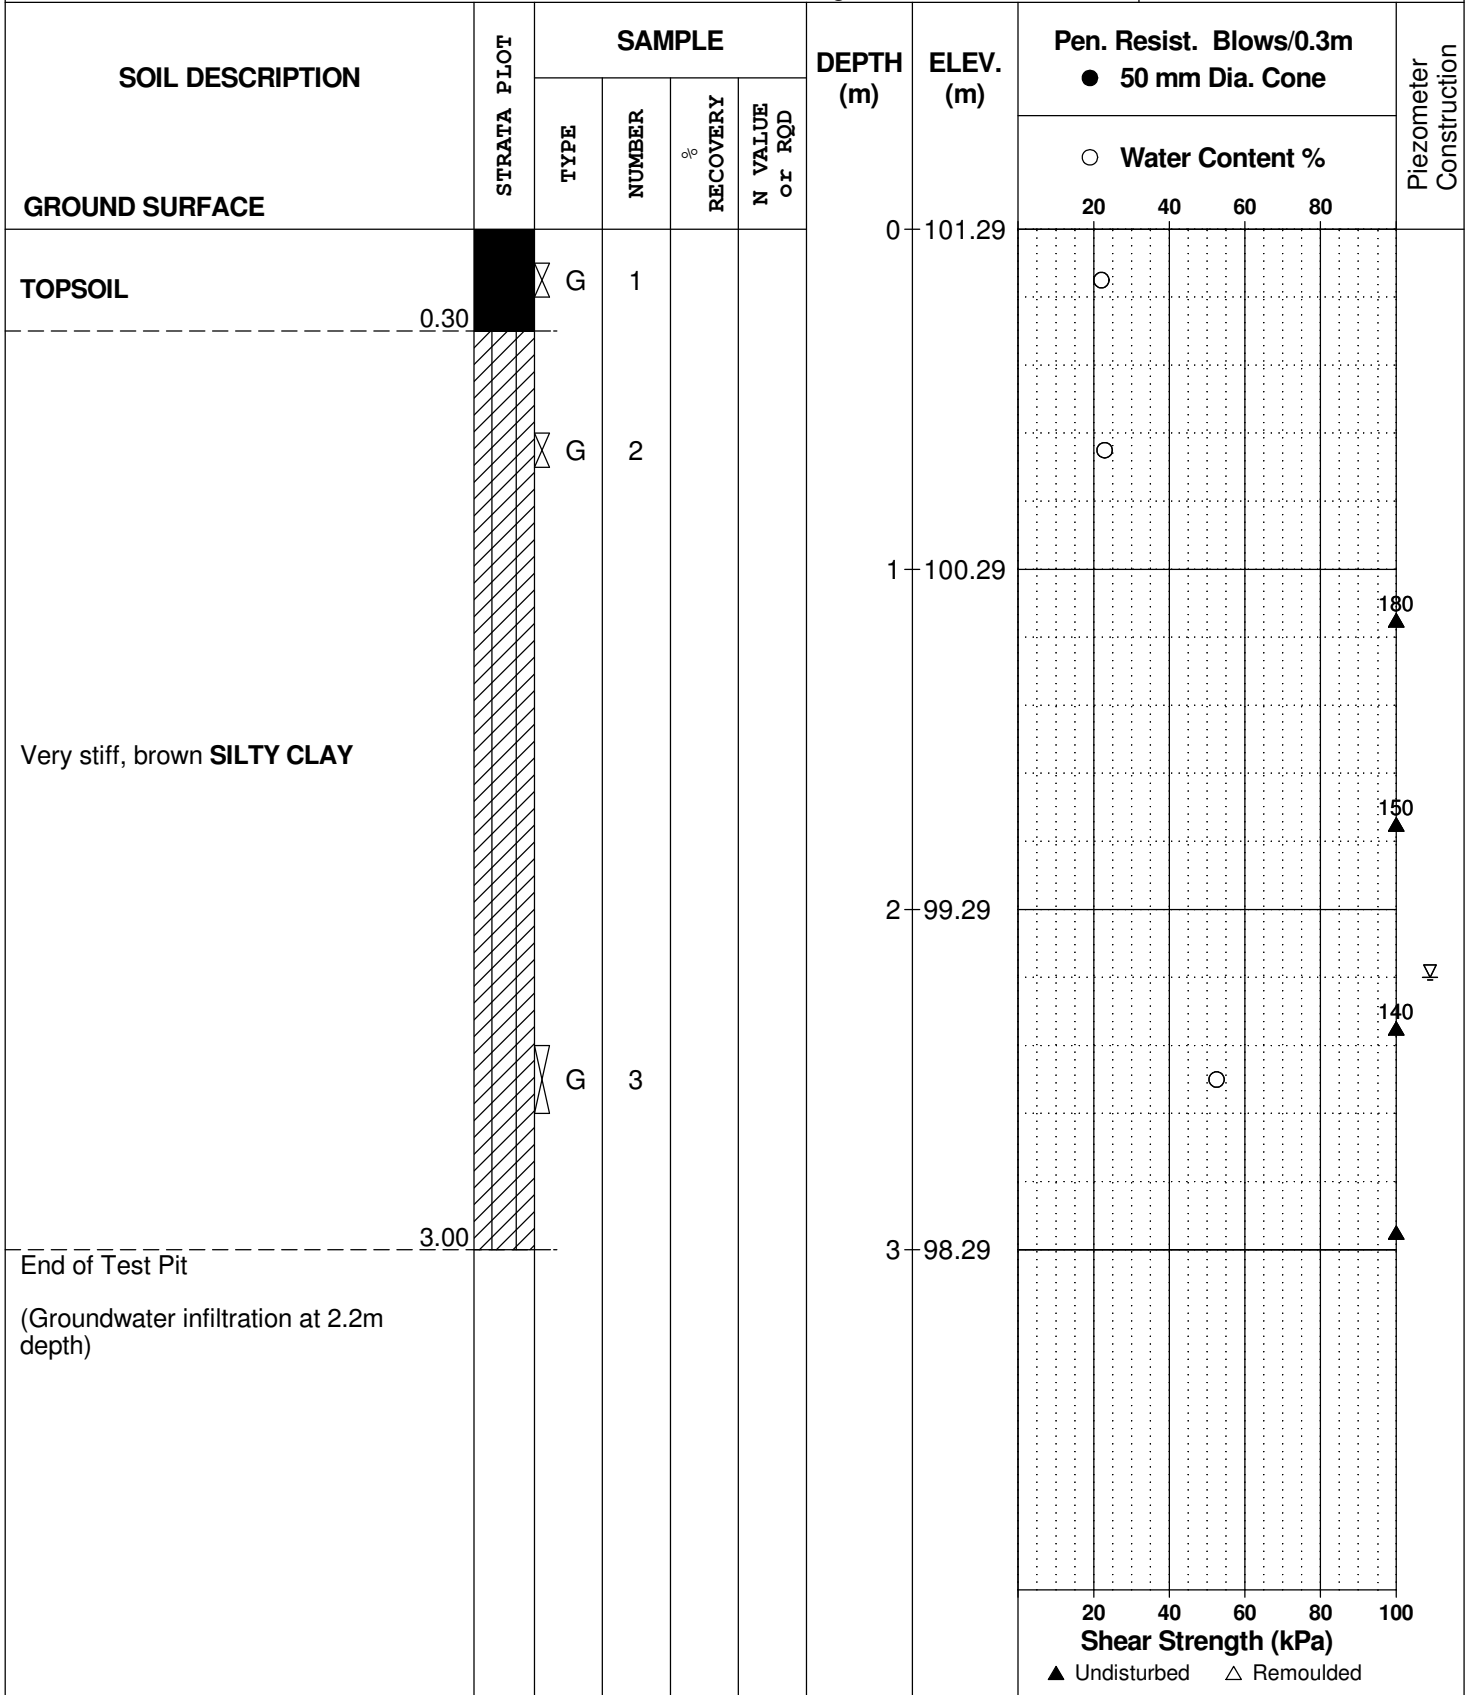 SOIL DESCRIPTION
GROUND SURFACE
STRATA PLOT
SAMPLE
TYPE
NUMBER
%
RECOVERY
N VALUE
or RQD
DEPTH
(m)
ELEV.
(m)
Pen. Resist. Blows/0.3m
50 mm Dia. Cone
Water Content %
20 40 60 80
Piezometer
Construction
0 101.29
TOPSOIL
G 1
0.30
G 2
1 100.29
180
Very stiff, brown SILTY CLAY
150
2 99.29
140
G 3
3.00
3 98.29
End of Test Pit
(Groundwater infiltration at 2.2m
depth)
20 40 60 80 100
Shear Strength (kPa)
Undisturbed Remoulded